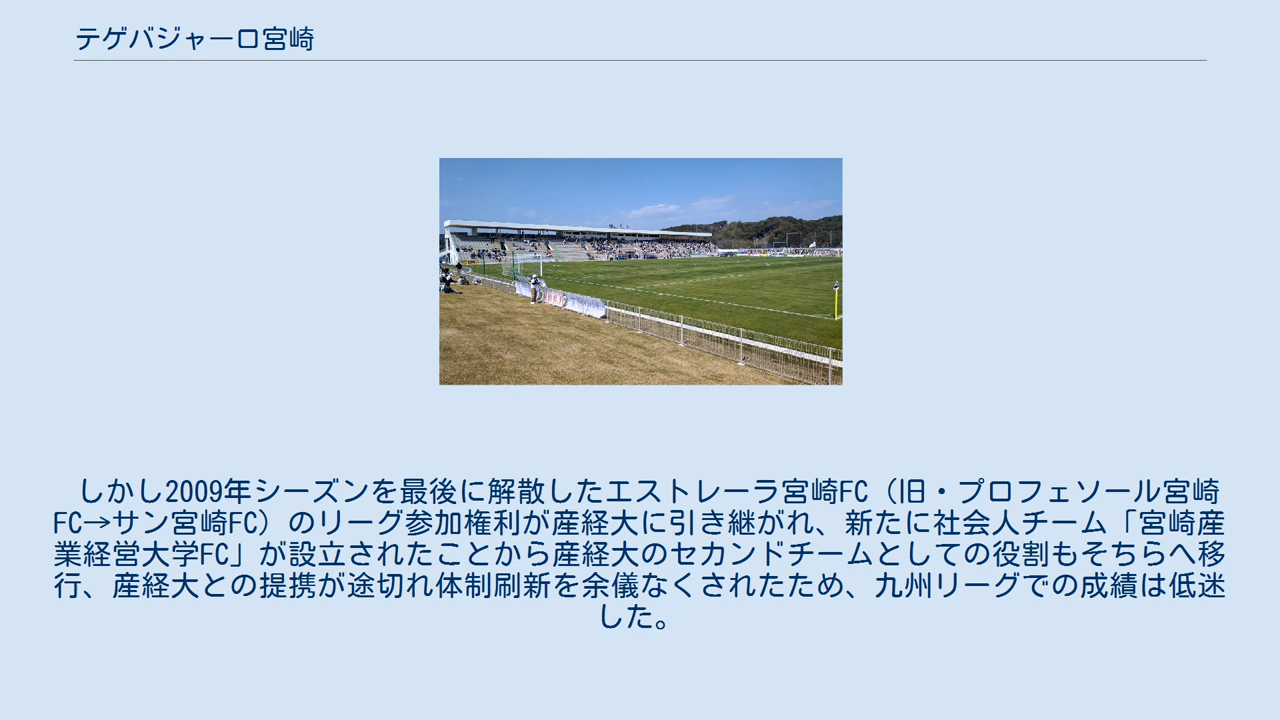 テゲバジャーロ宮崎
しかし2009年シーズンを最後に解散したエストレーラ宮崎FC（旧・プロフェソール宮崎
FC→サン宮崎FC）のリーグ参加権利が産経大に引き継がれ、新たに社会人チーム「宮崎産
業経営大学FC」が設立されたことから産経大のセカンドチームとしての役割もそちらへ移
行、産経大との提携が途切れ体制刷新を余儀なくされたため、九州リーグでの成績は低迷
した。